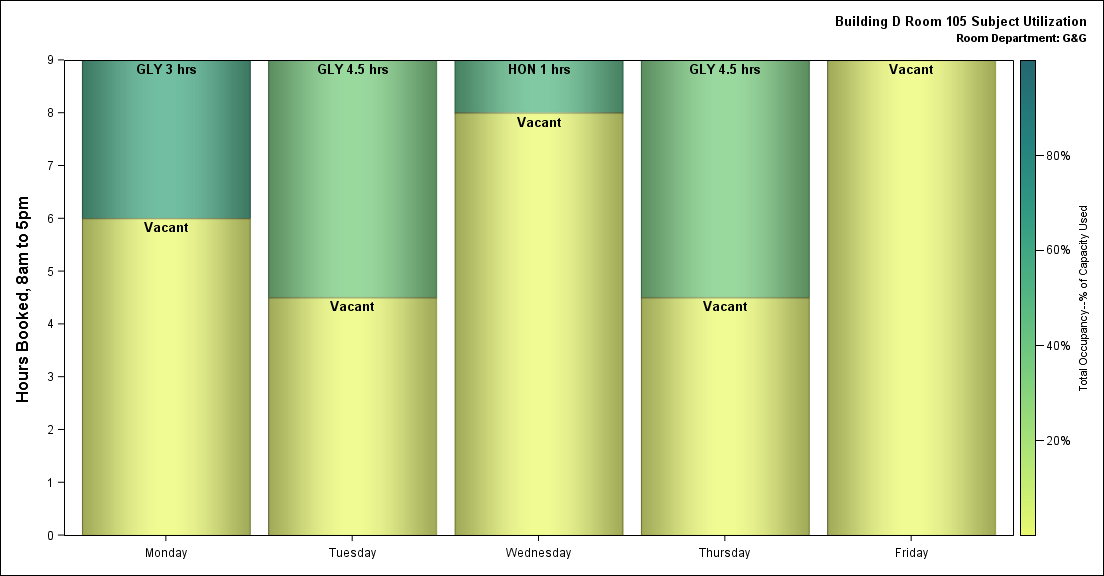 Building D Room 105 Subject Utilization
Room Department: G&G
Hours Booked, 8am to 5pm
9
8
7
6
5
4
3
2
1
0
GLY 3 hrs
Vacant
GLY 4.5 hrs
Vacant
HON 1 hrs
Vacant
GLY 4.5 hrs
Vacant
Vacant
Monday
Tuesday
Wednesday
Thursday
Friday
80%
60%
40%
20%
Total Occupancy--% of Capacity Used